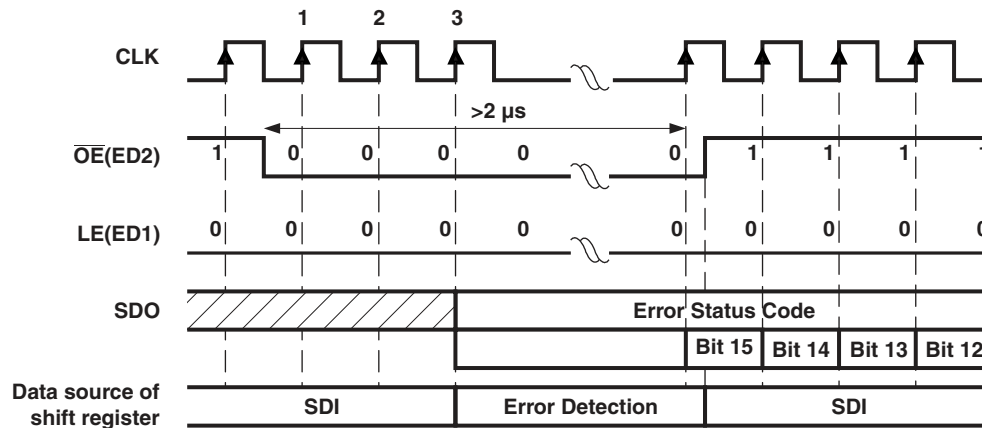 1 2 3
CLK
>2 µs
OE(ED2) 1 0 0 0 0 0 1 1 1 1
LE(ED1) 0 0 0 0 0 0 0 0 0 0
SDO Error Status Code
Bit 15 Bit 14 Bit 13 Bit 12
Data source of
shift register SDI Error Detection SDI